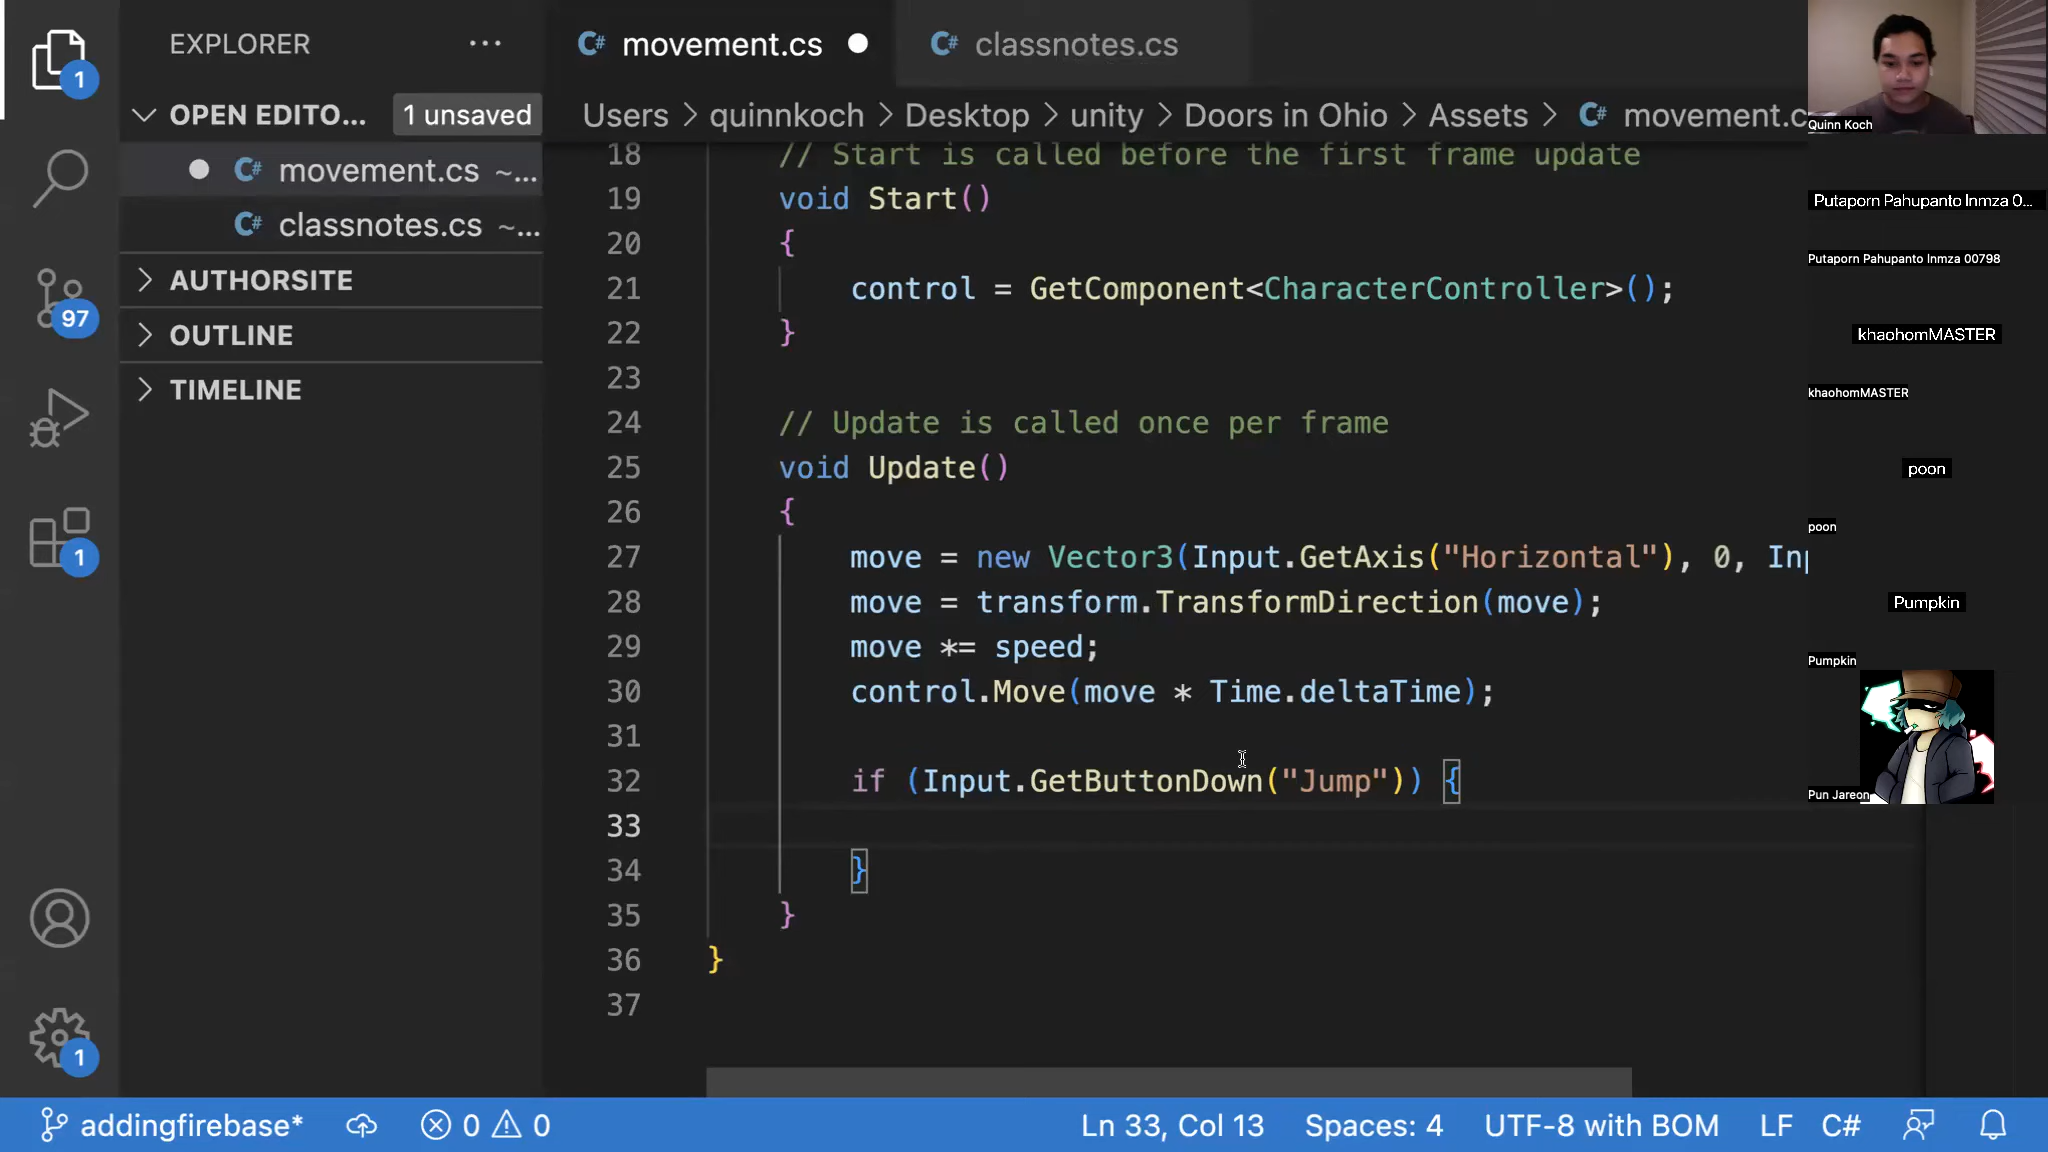 EXPLORER
...
movement.cs
classnotes.cs
1
OPEN EDITO...
1 unsaved
Users > quinnkoch > Desktop > unity > Doors in Ohio > Assets > movement.c
movement.cs ~...
classnotes.cs ~...
AUTHORSITE
OUTLINE
TIMELINE
97
1
1
18 // Start is called before the first frame update
19 void Start()
20 {
21 control = GetComponent<CharacterController>();
22 }
23
24 // Update is called once per frame
25 void Update()
26 {
27 move = new Vector3(Input.GetAxis("Horizontal"), 0, Inp
28 move = transform.TransformDirection(move);
29 move *= speed;
30 control.Move(move * Time.deltaTime);
31
32 if (Input.GetButtonDown("Jump")) {
33
34 }
35 }
36 }
37
Quinn Koch
Putaporn Pahupanto Inmza 0...
Putaporn Pahupanto Inmza 00798
khaohomMASTER
khaohomMASTER
poon
poon
Pumpkin
Pumpkin
Pun Jareon
addingfirebase* 0 0 Ln 33, Col 13 Spaces: 4 UTF-8 with BOM LF C#